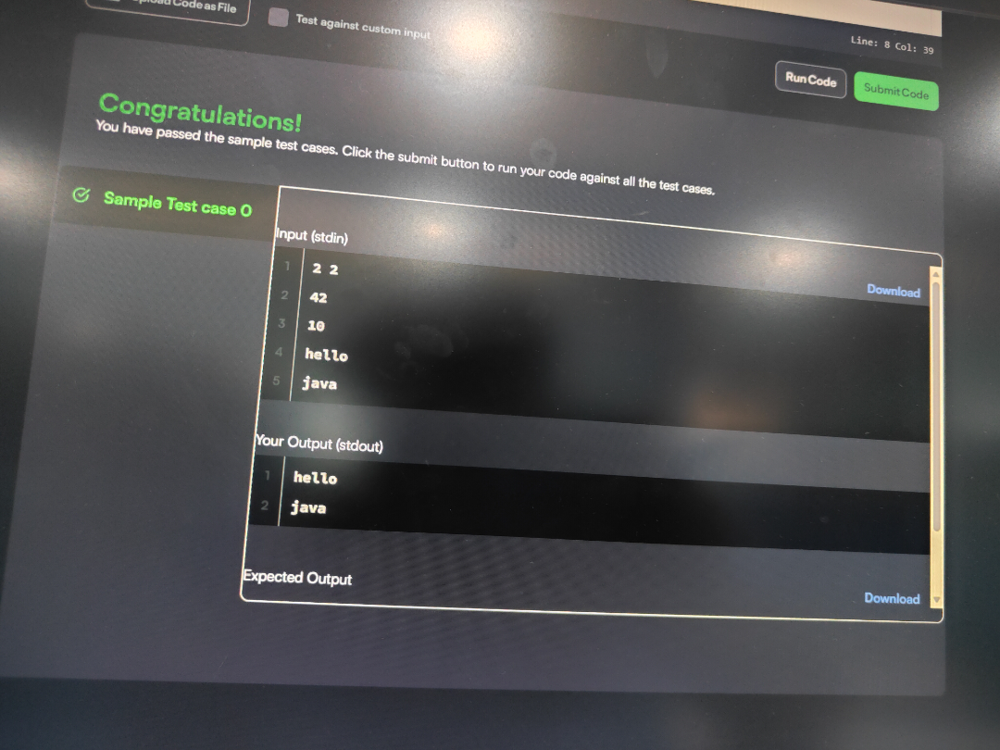 Upload Code as File
Test against custom input
Line: 8 Col: 39
Run Code
Submit Code
Congratulations!
You have passed the sample test cases. Click the submit button to run your code against all the test cases.
Sample Test case 0
Input (stdin)
Download
1 2 2
2 42
3 10
4 hello
5 java
Your Output (stdout)
1 hello
2 java
Expected Output
Download